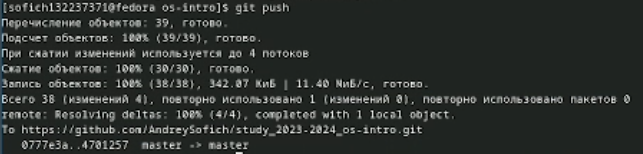 [sofich132237371@fedora os-intro]$ git push
Перечисление объектов: 39, готово.
Подсчет объектов: 100% (39/39), готово.
При сжатии изменений используется до 4 потоков
Сжатие объектов: 100% (30/30), готово.
Запись объектов: 100% (38/38), 342.07 КиБ | 11.40 МиБ/с, готово.
Всего 38 (изменений 4), повторно использовано 1 (изменений 0), повторно использовано пакетов 0
remote: Resolving deltas: 100% (4/4), completed with 1 local object.
To https://github.com/AndreySofich/study_2023-2024_os-intro.git
0777e3a..4701257 master -> master